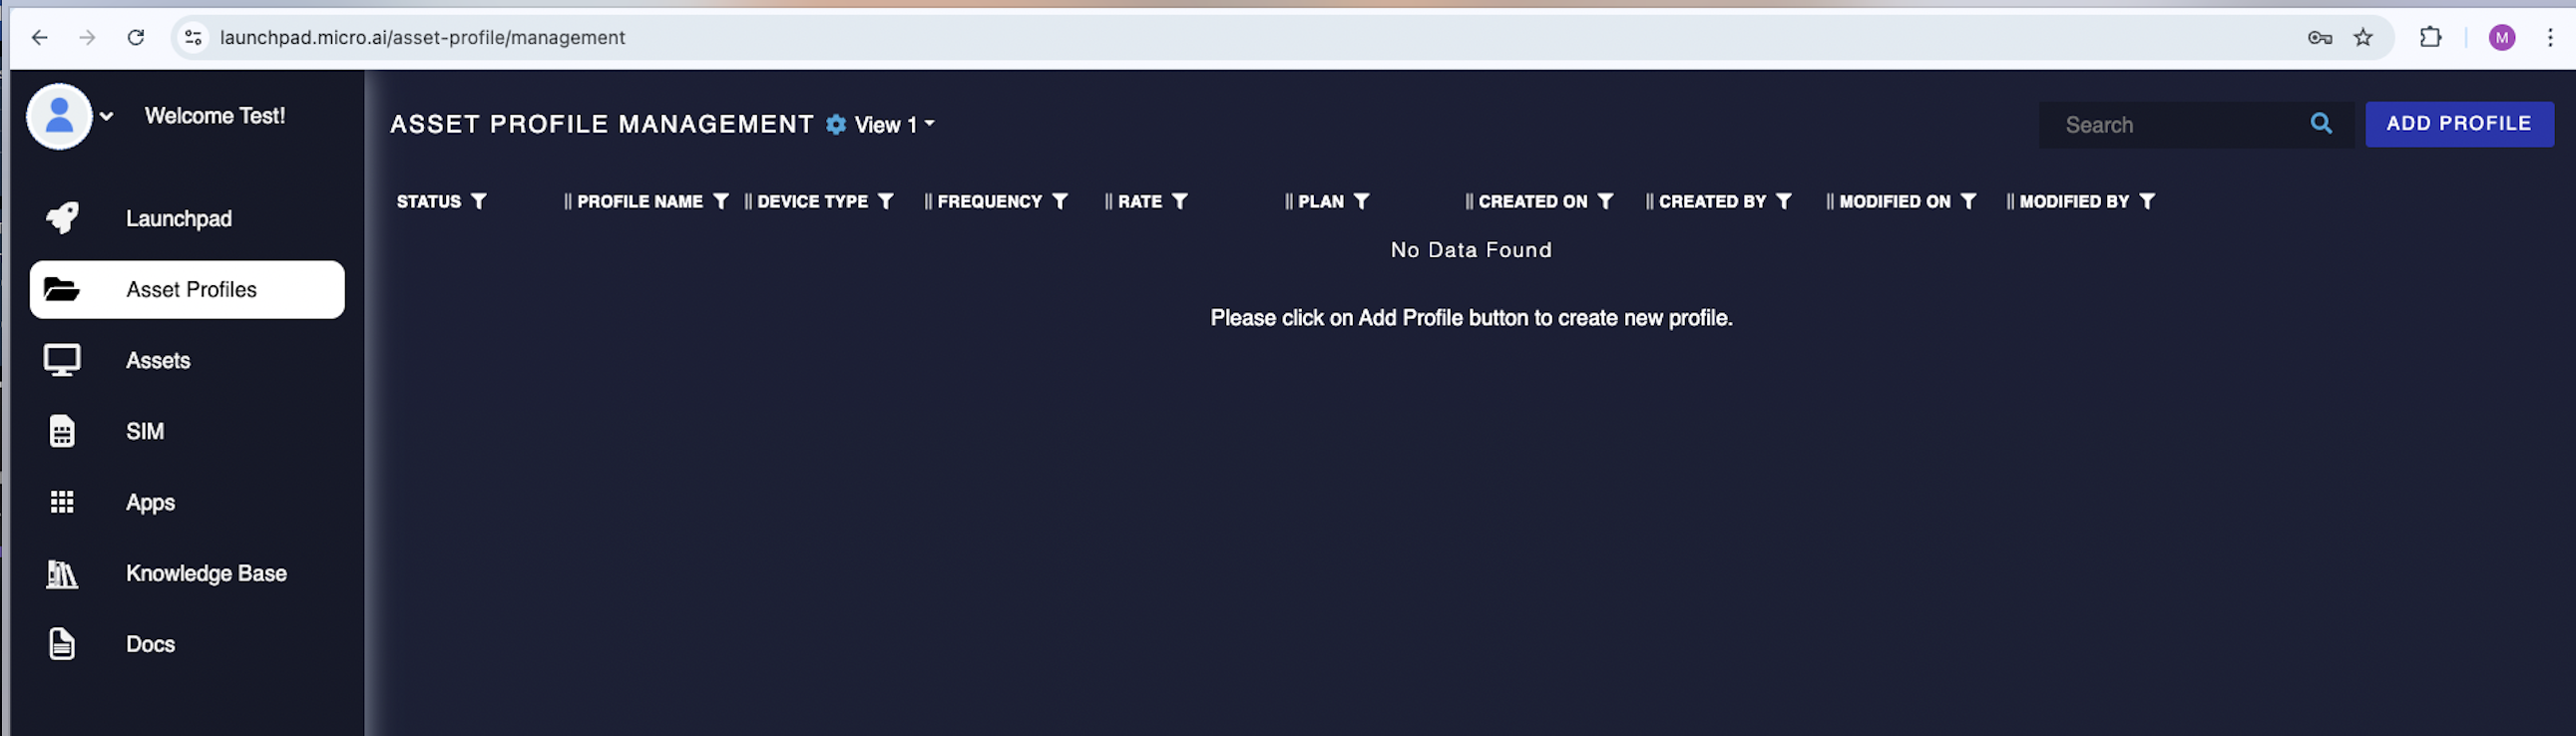 launchpad.micro.ai/asset-profile/management
M
Welcome Test!
ASSET PROFILE MANAGEMENT View 1
Search
ADD PROFILE
STATUS PROFILE NAME DEVICE TYPE FREQUENCY RATE PLAN CREATED ON CREATED BY MODIFIED ON MODIFIED BY
No Data Found
Please click on Add Profile button to create new profile.
Launchpad
Asset Profiles
Assets
SIM
Apps
Knowledge Base
Docs